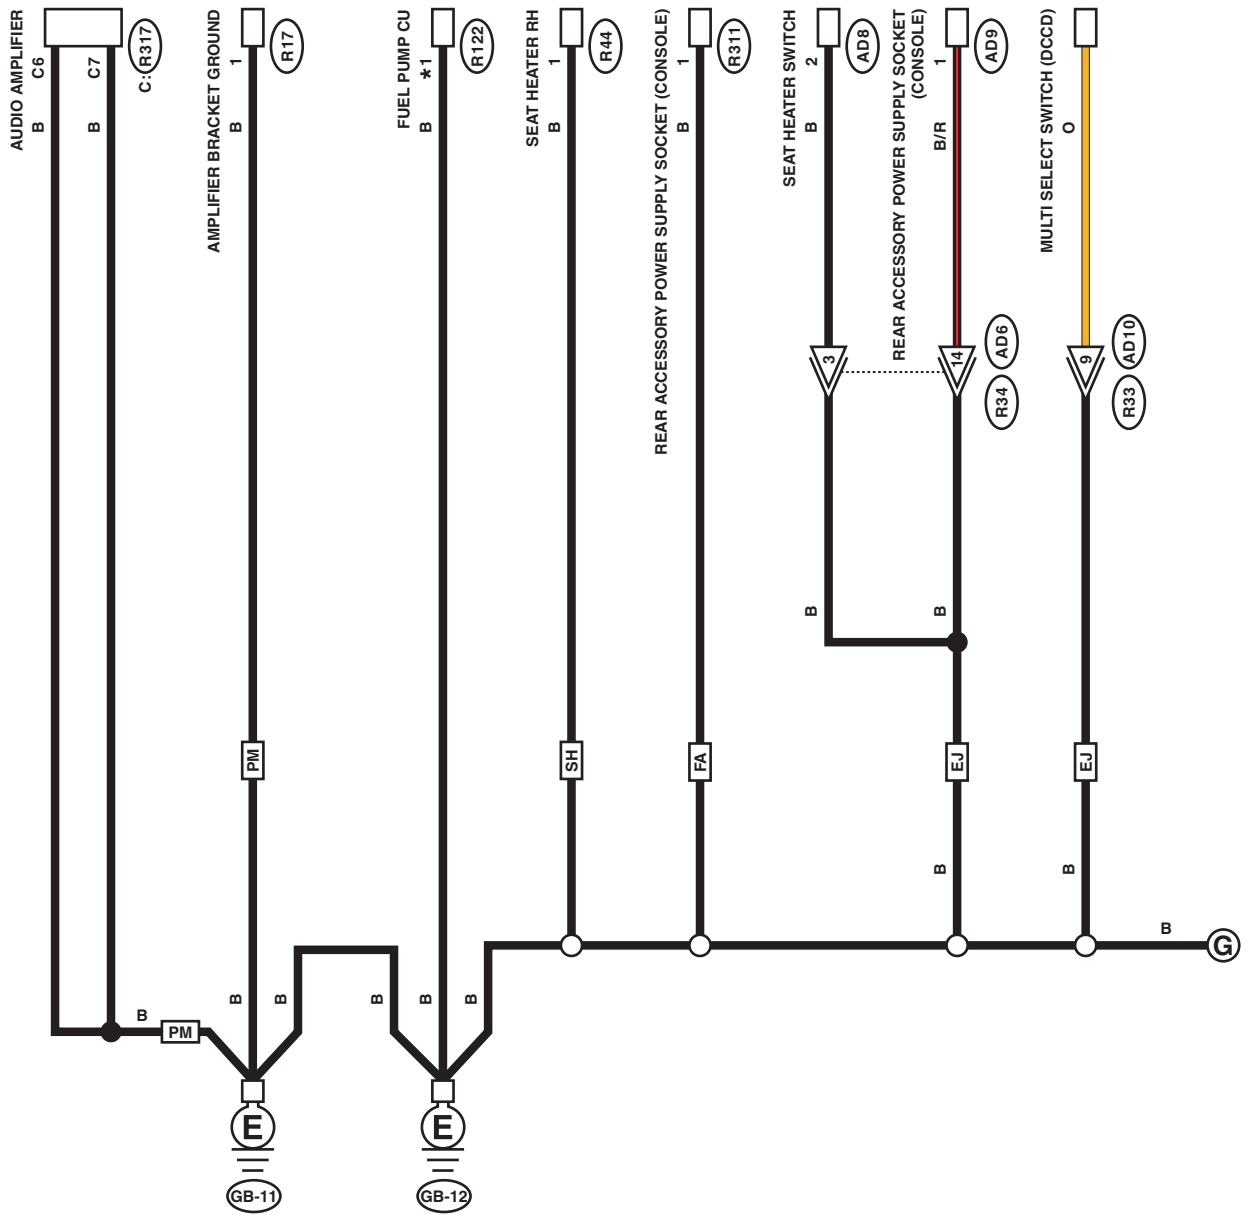 AUDIO AMPLIFIER
C6
B
C7
B
C: R317
AMPLIFIER BRACKET GROUND
1
B
R17
FUEL PUMP CU
*1
B
R122
SEAT HEATER RH
1
B
R44
REAR ACCESSORY POWER SUPPLY SOCKET (CONSOLE)
1
B
R311
SEAT HEATER SWITCH
2
B
AD8
REAR ACCESSORY POWER SUPPLY SOCKET
(CONSOLE)
1
B/R
AD9
MULTI SELECT SWITCH (DCCD)
O
3
14
AD6
R34
9
AD10
R33
B
B
PM
SH
FA
EJ
EJ
B
B
B
G
B
PM
B
B
B
B
B
E
GB-11
E
GB-12